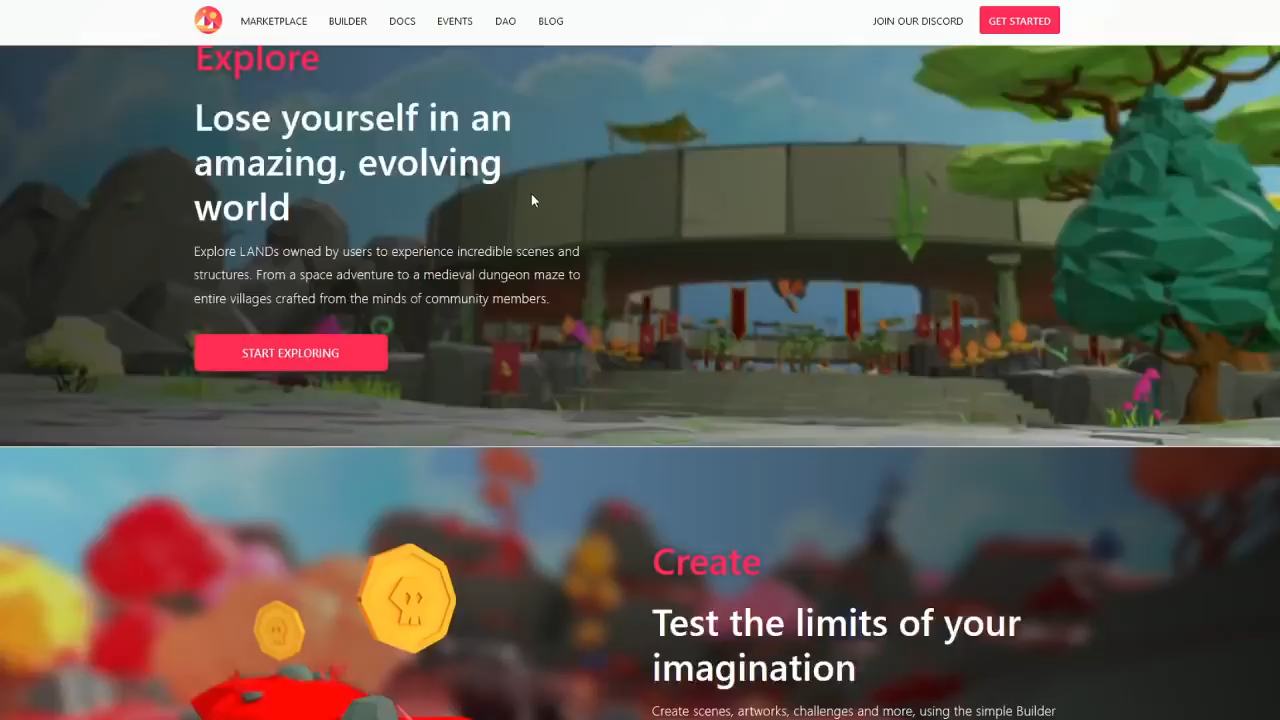 MARKETPLACE BUILDER DOCS EVENTS DAO BLOG JOIN OUR DISCORD GET STARTED
Explore
Lose yourself in an
amazing, evolving
world
Explore LANDs owned by users to experience incredible scenes and
structures. From a space adventure to a medieval dungeon maze to
entire villages crafted from the minds of community members.
START EXPLORING
Create
Test the limits of your
imagination
Create scenes, artworks, challenges and more, using the simple Builder